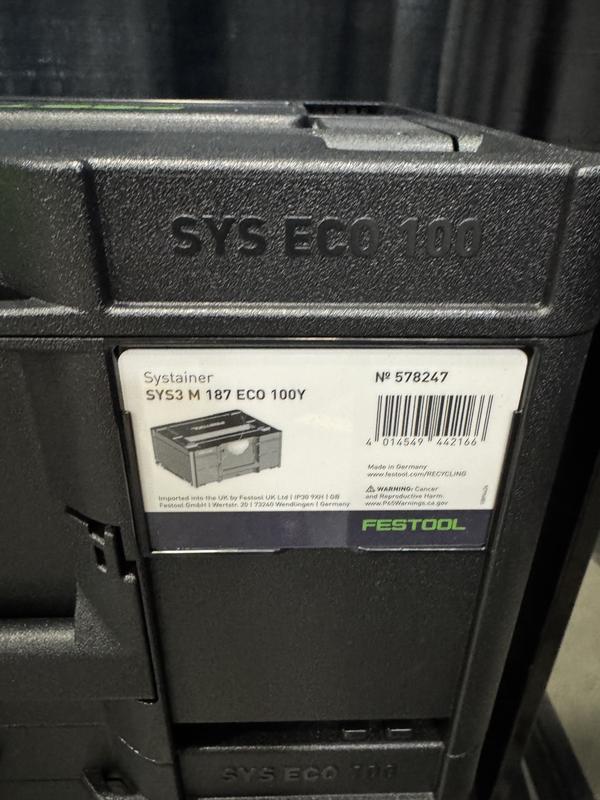 SYS ECO 100
Systainer
SYS3 M 187 ECO 100Y
№ 578247
4 014549 442166
Made in Germany
www.festool.com/RECYCLING
WARNING: Cancer
and Reproductive Harm.
www.P65Warnings.ca.gov
Imported into the UK by Festool UK Ltd | IP30 9XH | GB
Festool GmbH | Wertstr. 20 | 73240 Wendlingen | Germany
FESTOOL
SYS ECO 100